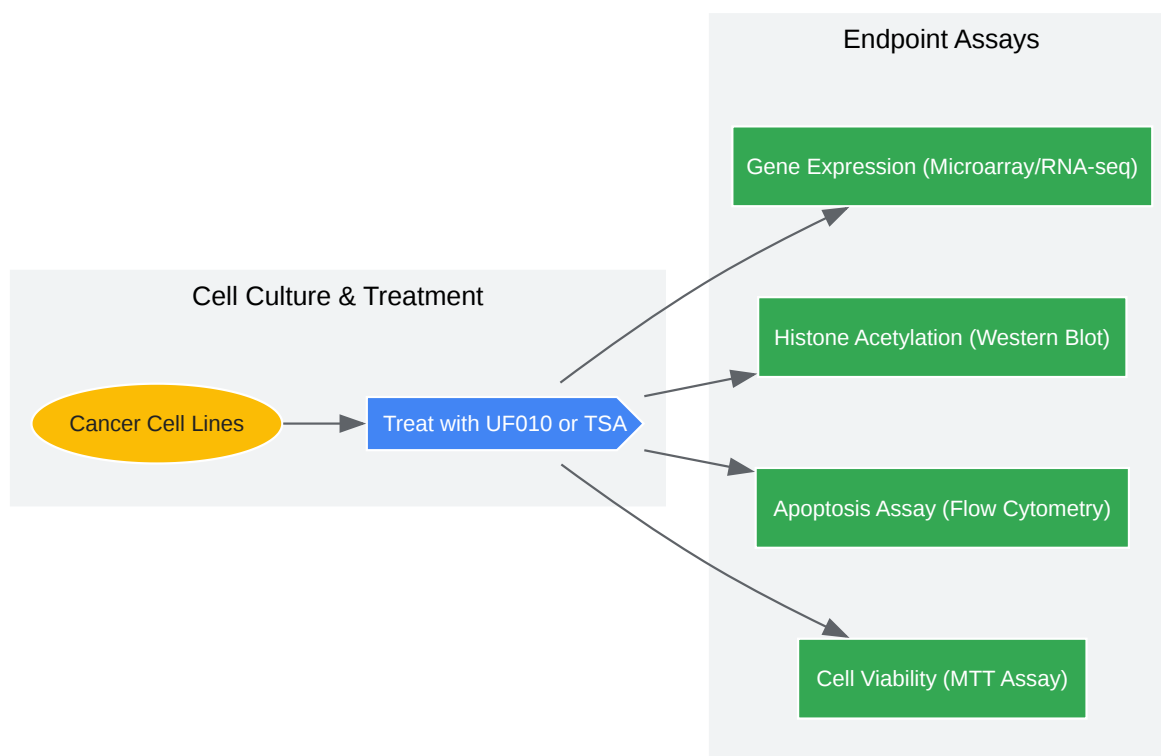 Cell Culture & Treatment
Cancer Cell Lines
Treat with UF010 or TSA
Endpoint Assays
Gene Expression (Microarray/RNA-seq)
Histone Acetylation (Western Blot)
Apoptosis Assay (Flow Cytometry)
Cell Viability (MTT Assay)